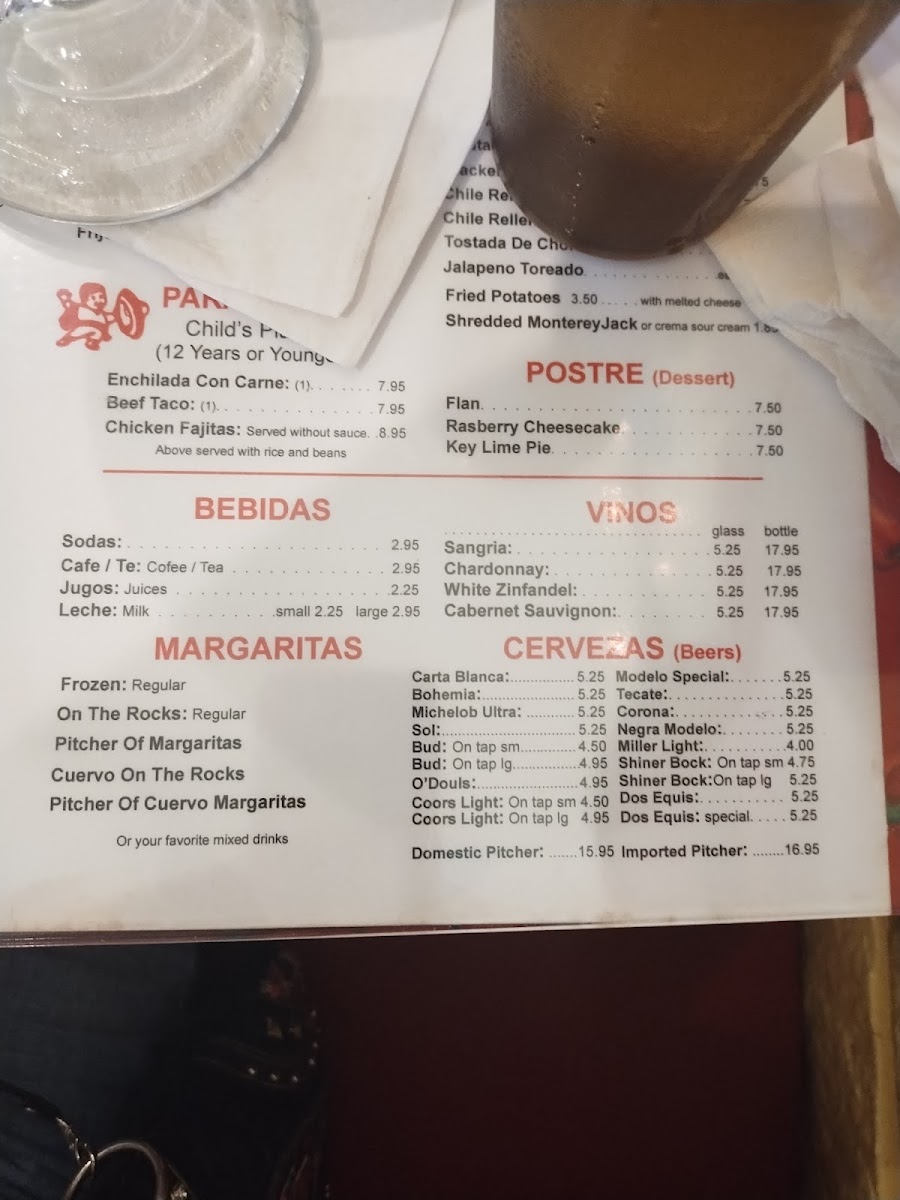 Chile
Chile
Tostada De
Jalapeno Toreado
Fried Potatoes 3.50 ..... with melted cheese
Shredded MontereyJack or crema sour cream
Child's
(12 Years or
Enchilada Con Carne: (1). . . . . . . 7.95
Beef Taco: (1). . . . . . . . . . . . . . . . 7.95
Chicken Fajitas: Served without sauce. .8.95
Above served with rice and beans
POSTRE (Dessert)
Flan. . . . . . . . . . . . . . . . . . . . . . . . . 7.50
Rasberry Cheesecake. . . . . . . . . . . . 7.50
Key Lime Pie. . . . . . . . . . . . . . . . . . 7.50
BEBIDAS
Sodas: . . . . . . . . . . . . . . . . . . . . . . . 2.95
Cafe / Te: Cofee / Tea . . . . . . . . . . . . . 2.95
Jugos: Juices . . . . . . . . . . . . . . . . . . .2.25
Leche: Milk . . . . . . . . . . .small 2.25 large 2.95
VINOS
glass bottle
Sangria: . . . . . . . . . . . . . . . . . 5.25 17.95
Chardonnay: . . . . . . . . . . . . . . 5.25 17.95
White Zinfandel: . . . . . . . . . . . 5.25 17.95
Cabernet Sauvignon:. . . . . . . . 5.25 17.95
MARGARITAS
Frozen: Regular
On The Rocks: Regular
Pitcher Of Margaritas
Cuervo On The Rocks
Pitcher Of Cuervo Margaritas
Or your favorite mixed drinks
CERVEZAS (Beers)
Carta Blanca:............... 5.25 Modelo Special:. . . . . . .5.25
Bohemia:...................... 5.25 Tecate:. . . . . . . . . . . . . .5.25
Michelob Ultra: ............ 5.25 Corona:. . . . . . . . . . . . . 5.25
Sol:................................ 5.25 Negra Modelo:. . . . . . . . 5.25
Bud: On tap sm............. 4.50 Miller Light:. . . . . . . . . . 4.00
Bud: On tap lg................4.95 Shiner Bock: On tap sm 4.75
O'Douls:........................ 4.95 Shiner Bock:On tap lg 5.25
Coors Light: On tap sm 4.50 Dos Equis:. . . . . . . . . . 5.25
Coors Light: On tap lg 4.95 Dos Equis: special. . . . . 5.25
Domestic Pitcher: .......15.95 Imported Pitcher: ........16.95